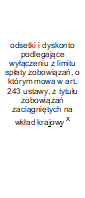 odsetki i dyskonto
podlegające
wyłączeniu z limitu
spłaty zobowiązań, o
którym mowa w art.
243 ustawy, z tytułu
zobowiązań
zaciągniętych na
wkład krajowy x